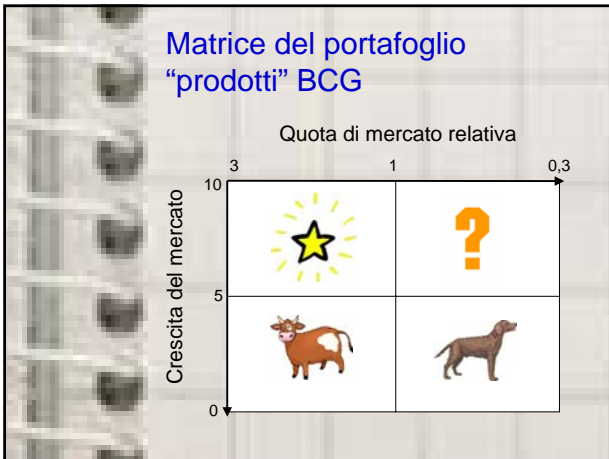 Matrice del portafoglio
“prodotti” BCG
Quota di mercato relativa
3 1 0,3
10
Crescita del mercato
?
5
0